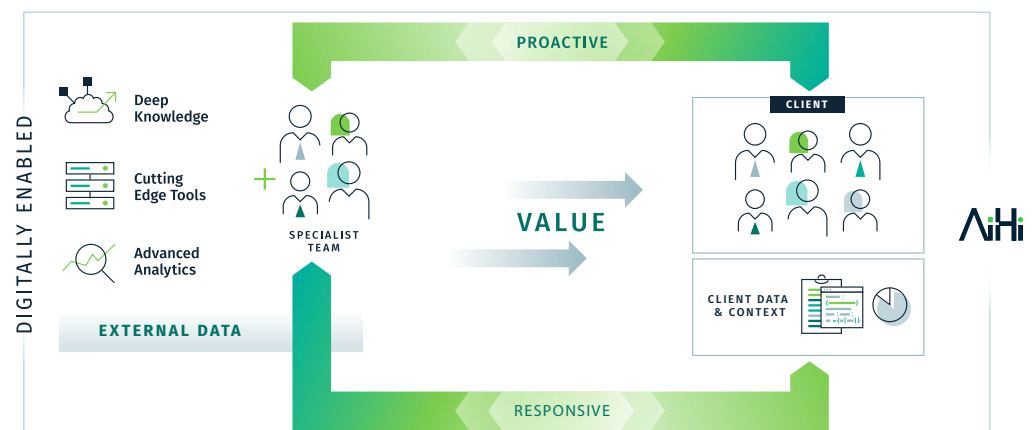 PROACTIVE
DIGITALLY ENABLED
Deep
Knowledge
Cutting
Edge Tools
Advanced
Analytics
EXTERNAL DATA
+
SPECIALIST
TEAM
VALUE
CLIENT
CLIENT DATA
& CONTEXT
RESPONSIVE
AiHi